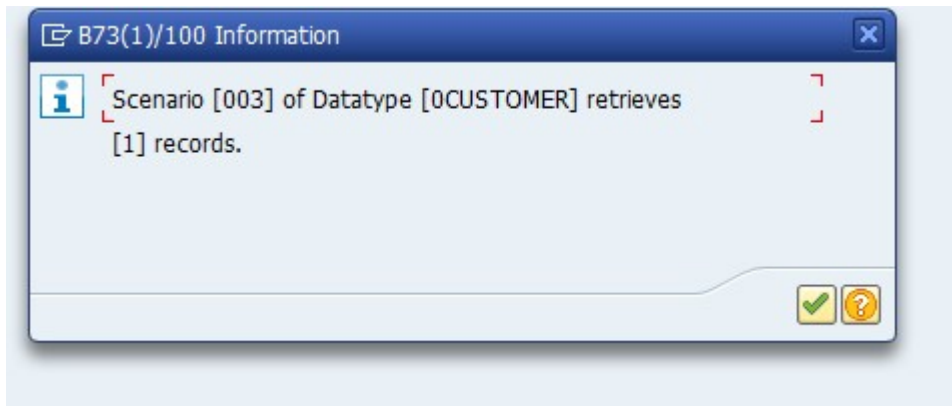 B73(1)/100 Information
Scenario [003] of Datatype [0CUSTOMER] retrieves
[1] records.